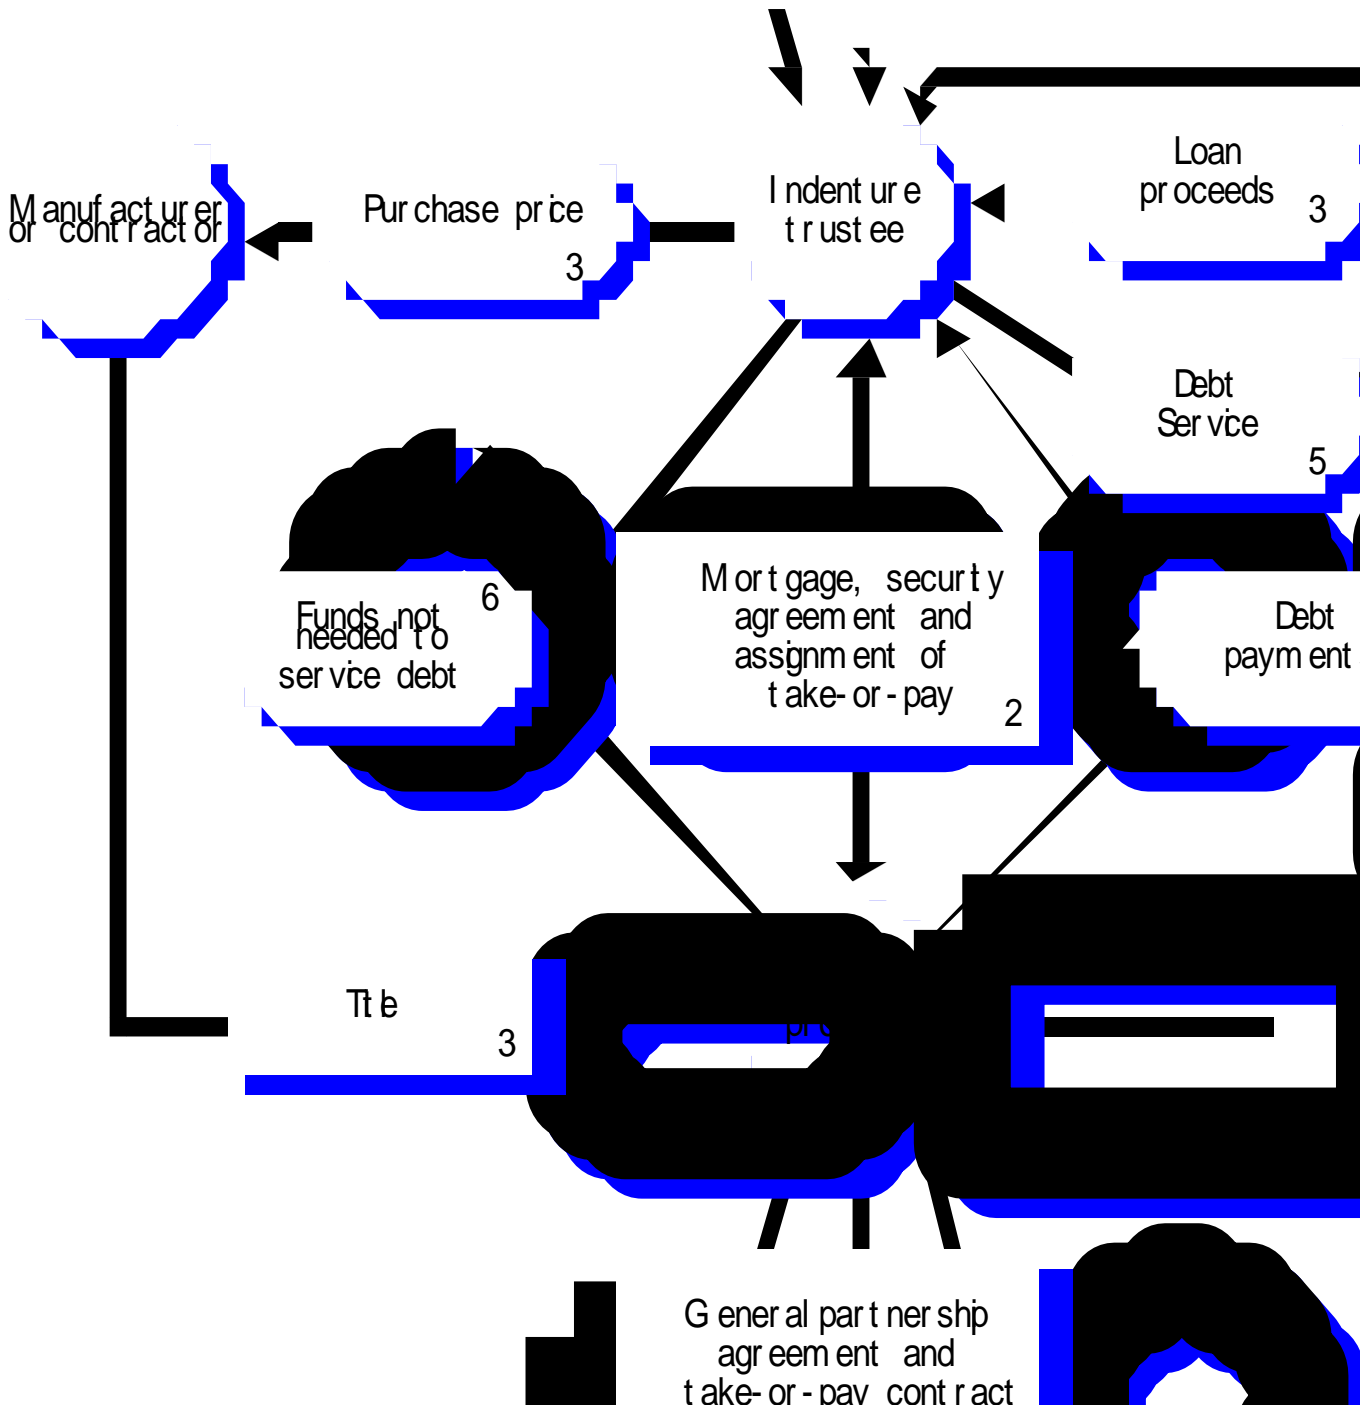 Loan
proceeds
3
Indenture
trustee
Purchase price
3
Manufacturer
or contractor
Debt
Service
5
6
Funds not
needed to
service debt
Mortgage, security
agreement and
assignment of
take-or-pay
2
Debt
payment
Title
3
General partnership
agreement and
take-or-pay contract